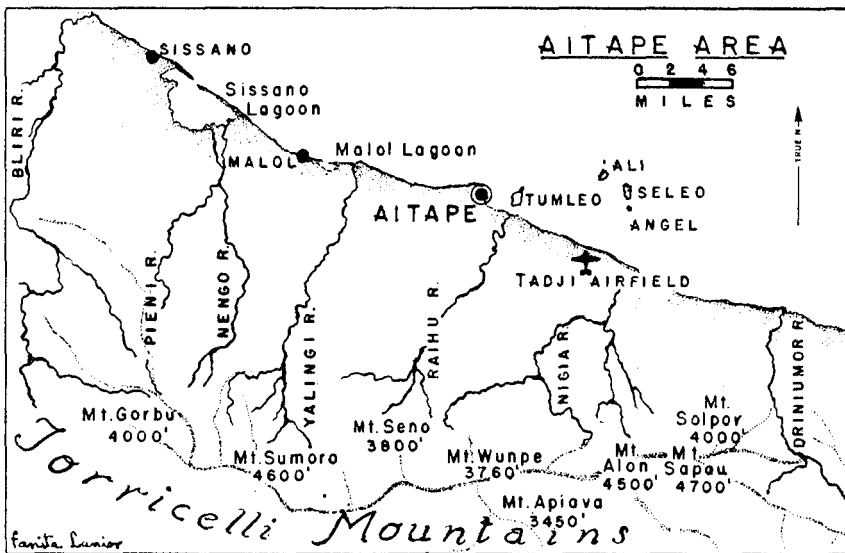 AITAPE AREA
0 2 4 6
MILES
TRUE N
SISSANO
Sissano
Lagoon
BLIRI R.
MALOL
Malol Lagoon
ALI
TUMLEO
SELEO
ANGEL
AITAPE
TADJI AIRFIELD
PIENI R.
NENGO R.
YALINGI R.
RAIHU R.
NIGIA R.
DRINIUMOR R.
Mt. Gorbu
4000'
Mt. Sumoro
4600'
Mt. Seno
3800'
Mt. Wunpe
3760'
Mt. Apiava
3450'
Mt.
Alon
4500'
Mt.
Solpor
4000'
Mt.
Sapau
4700'
Torricelli Mountains